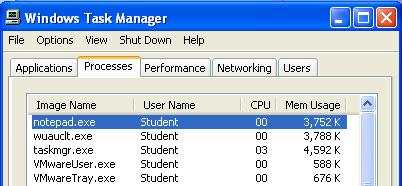 Windows Task Manager
File Options View Shut Down Help
Applications Processes Performance Networking Users
Image Name User Name CPU Mem Usage
notepad.exe Student 00 3,752 K
wuauclt.exe Student 00 3,788 K
taskmgr.exe Student 03 4,592 K
VMwareUser.exe Student 00 588 K
VMwareTray.exe Student 00 676 K